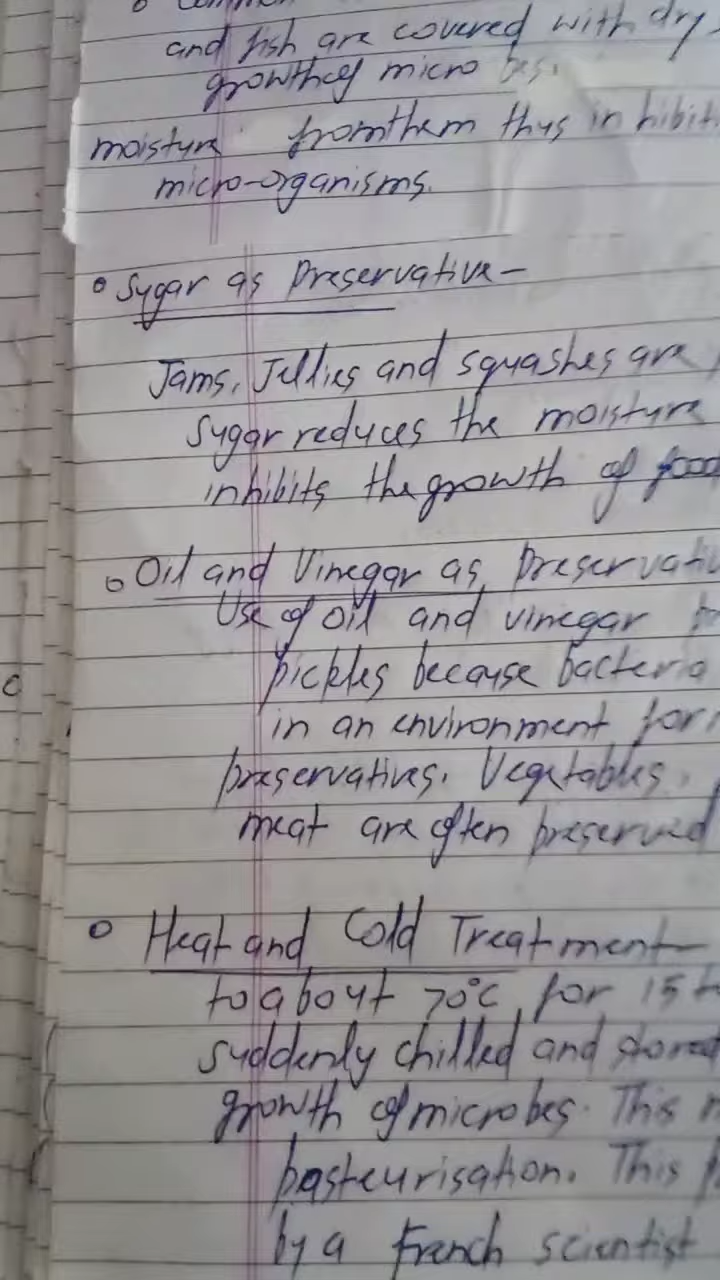 o Common
and fish are covered with dry
growth of micro
moisture from them thus inhibit
micro-organisms.
o Sugar as Preservative -
Jams, Jellies and squashes are
Sugar reduces the moisture
inhibits the growth of food
o Oil and Vinegar as Preservativ
Use of oil and vinegar
pickles because bacteria
in an environment for
preservatives. Vegetables,
meat are often preserved
o Heat and Cold Treatment
to about 70°C for 15 t
suddenly chilled and stored
growth of microbes. This
pasteurisation. This p
by a French scientist